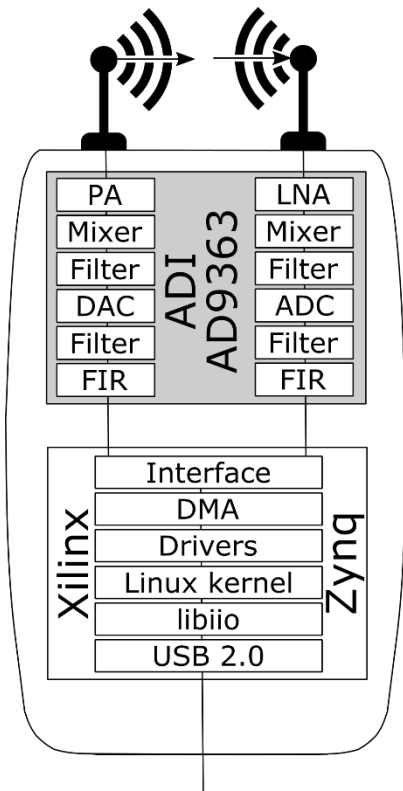 PA
Mixer
Filter
DAC
Filter
FIR
ADI
AD9363
LNA
Mixer
Filter
ADC
Filter
FIR
Xilinx
Interface
DMA
Drivers
Linux kernel
libiio
USB 2.0
Zynq